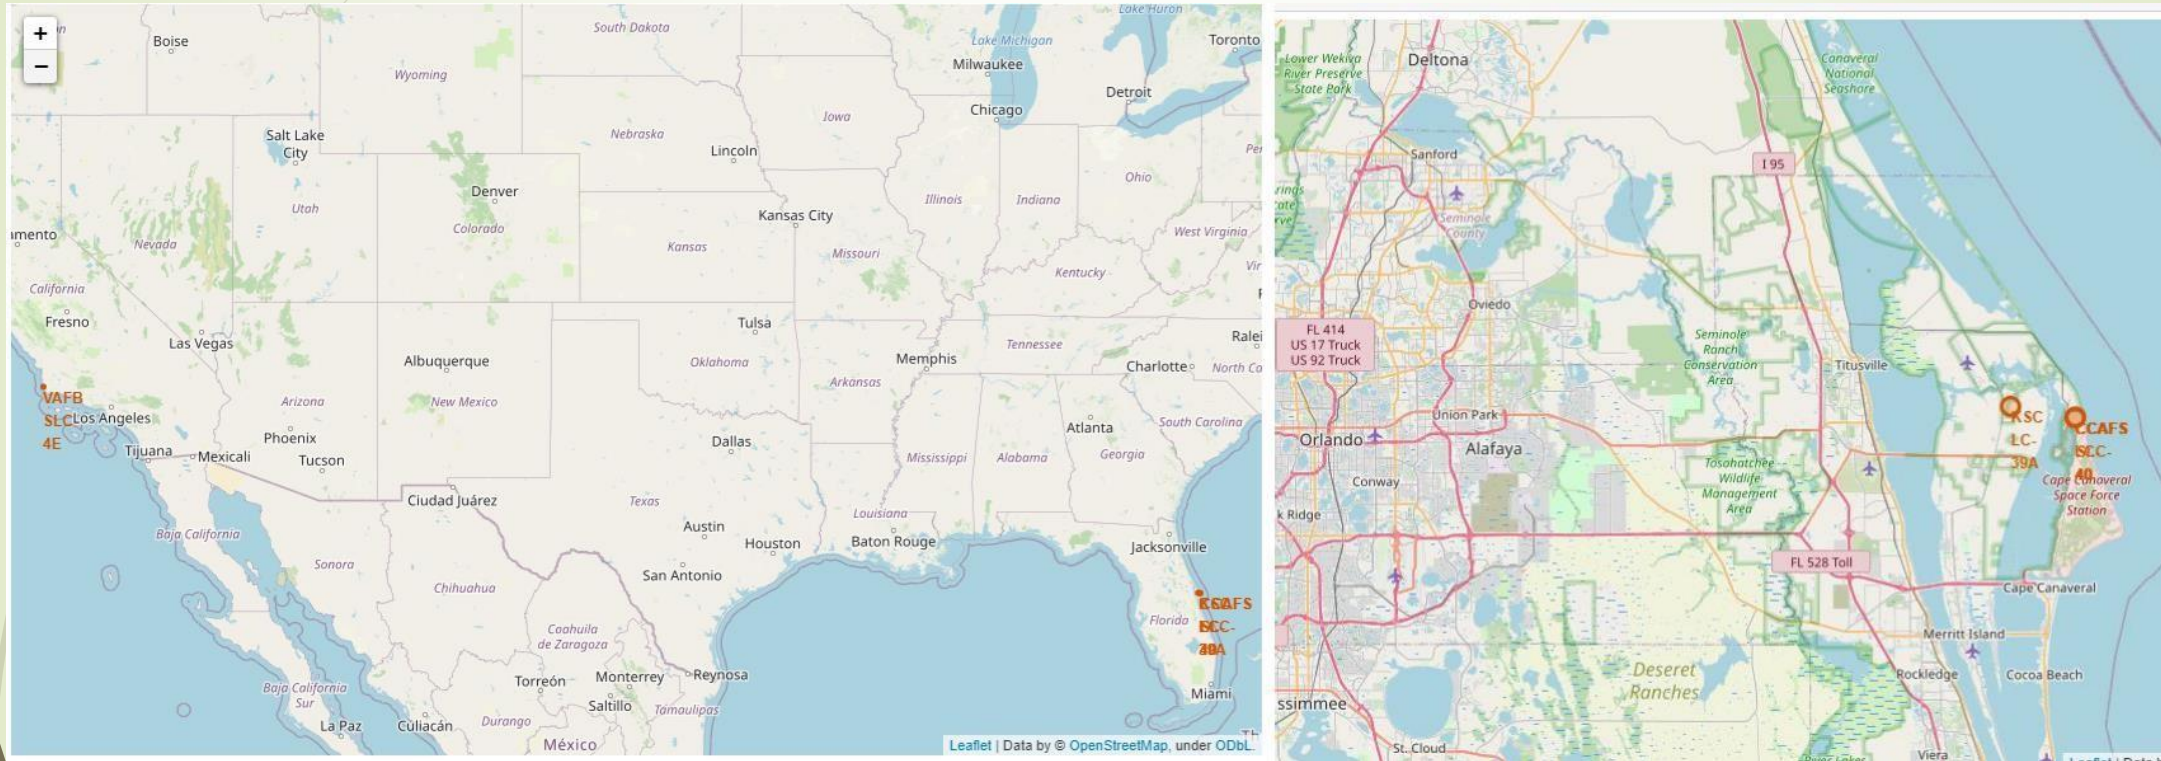 +
−
Boise
South Dakota
Lake Huron
Lake Michigan
Toronto
Milwaukee
Wyoming
Detroit
Chicago
Iowa
Salt Lake
City
Nebraska
Lincoln
Ohio
Denver
Utah
Illinois
Indiana
Kansas City
Colorado
West Virginia
Nevada
Kansas
Missouri
Kentucky
California
Fresno
Las Vegas
Tulsa
Tennessee
Albuquerque
Oklahoma
Memphis
Charlotte
Arkansas
VAFB
SLC-
4E
Los Angeles
Arizona
New Mexico
Atlanta
South Carolina
Phoenix
Tucson
Dallas
Tijuana
Mexicali
Mississippi
Alabama
Georgia
Ciudad Juárez
Texas
Louisiana
Austin
Baja California
Houston
Baton Rouge
Jacksonville
Sonora
San Antonio
Chihuahua
Florida
Coahuila
de Zaragoza
Torreón
Monterrey
Reynosa
Baja California
Sur
Saltillo
Tamaulipas
Miami
La Paz
Culiacán
Durango
México
Leaflet | Data by © OpenStreetMap, under ODbL.
Lower Wekiva
River Preserve
State Park
Deltona
Canaveral
National
Seashore
Sanford
I 95
Seminole
County
Oviedo
FL 414
US 17 Truck
US 92 Truck
Seminole
Ranch
Conservation
Area
Titusville
Union Park
KSC
LC-
39A
CCAFS
Orlando
Alafaya
Tosohatchee
Wildlife
Management
Area
Conway
Cape Canaveral
Space Force
Station
FL 528 Toll
Cape Canaveral
Merritt Island
Deseret
Ranches
Rockledge
Cocoa Beach
St. Cloud
Viera